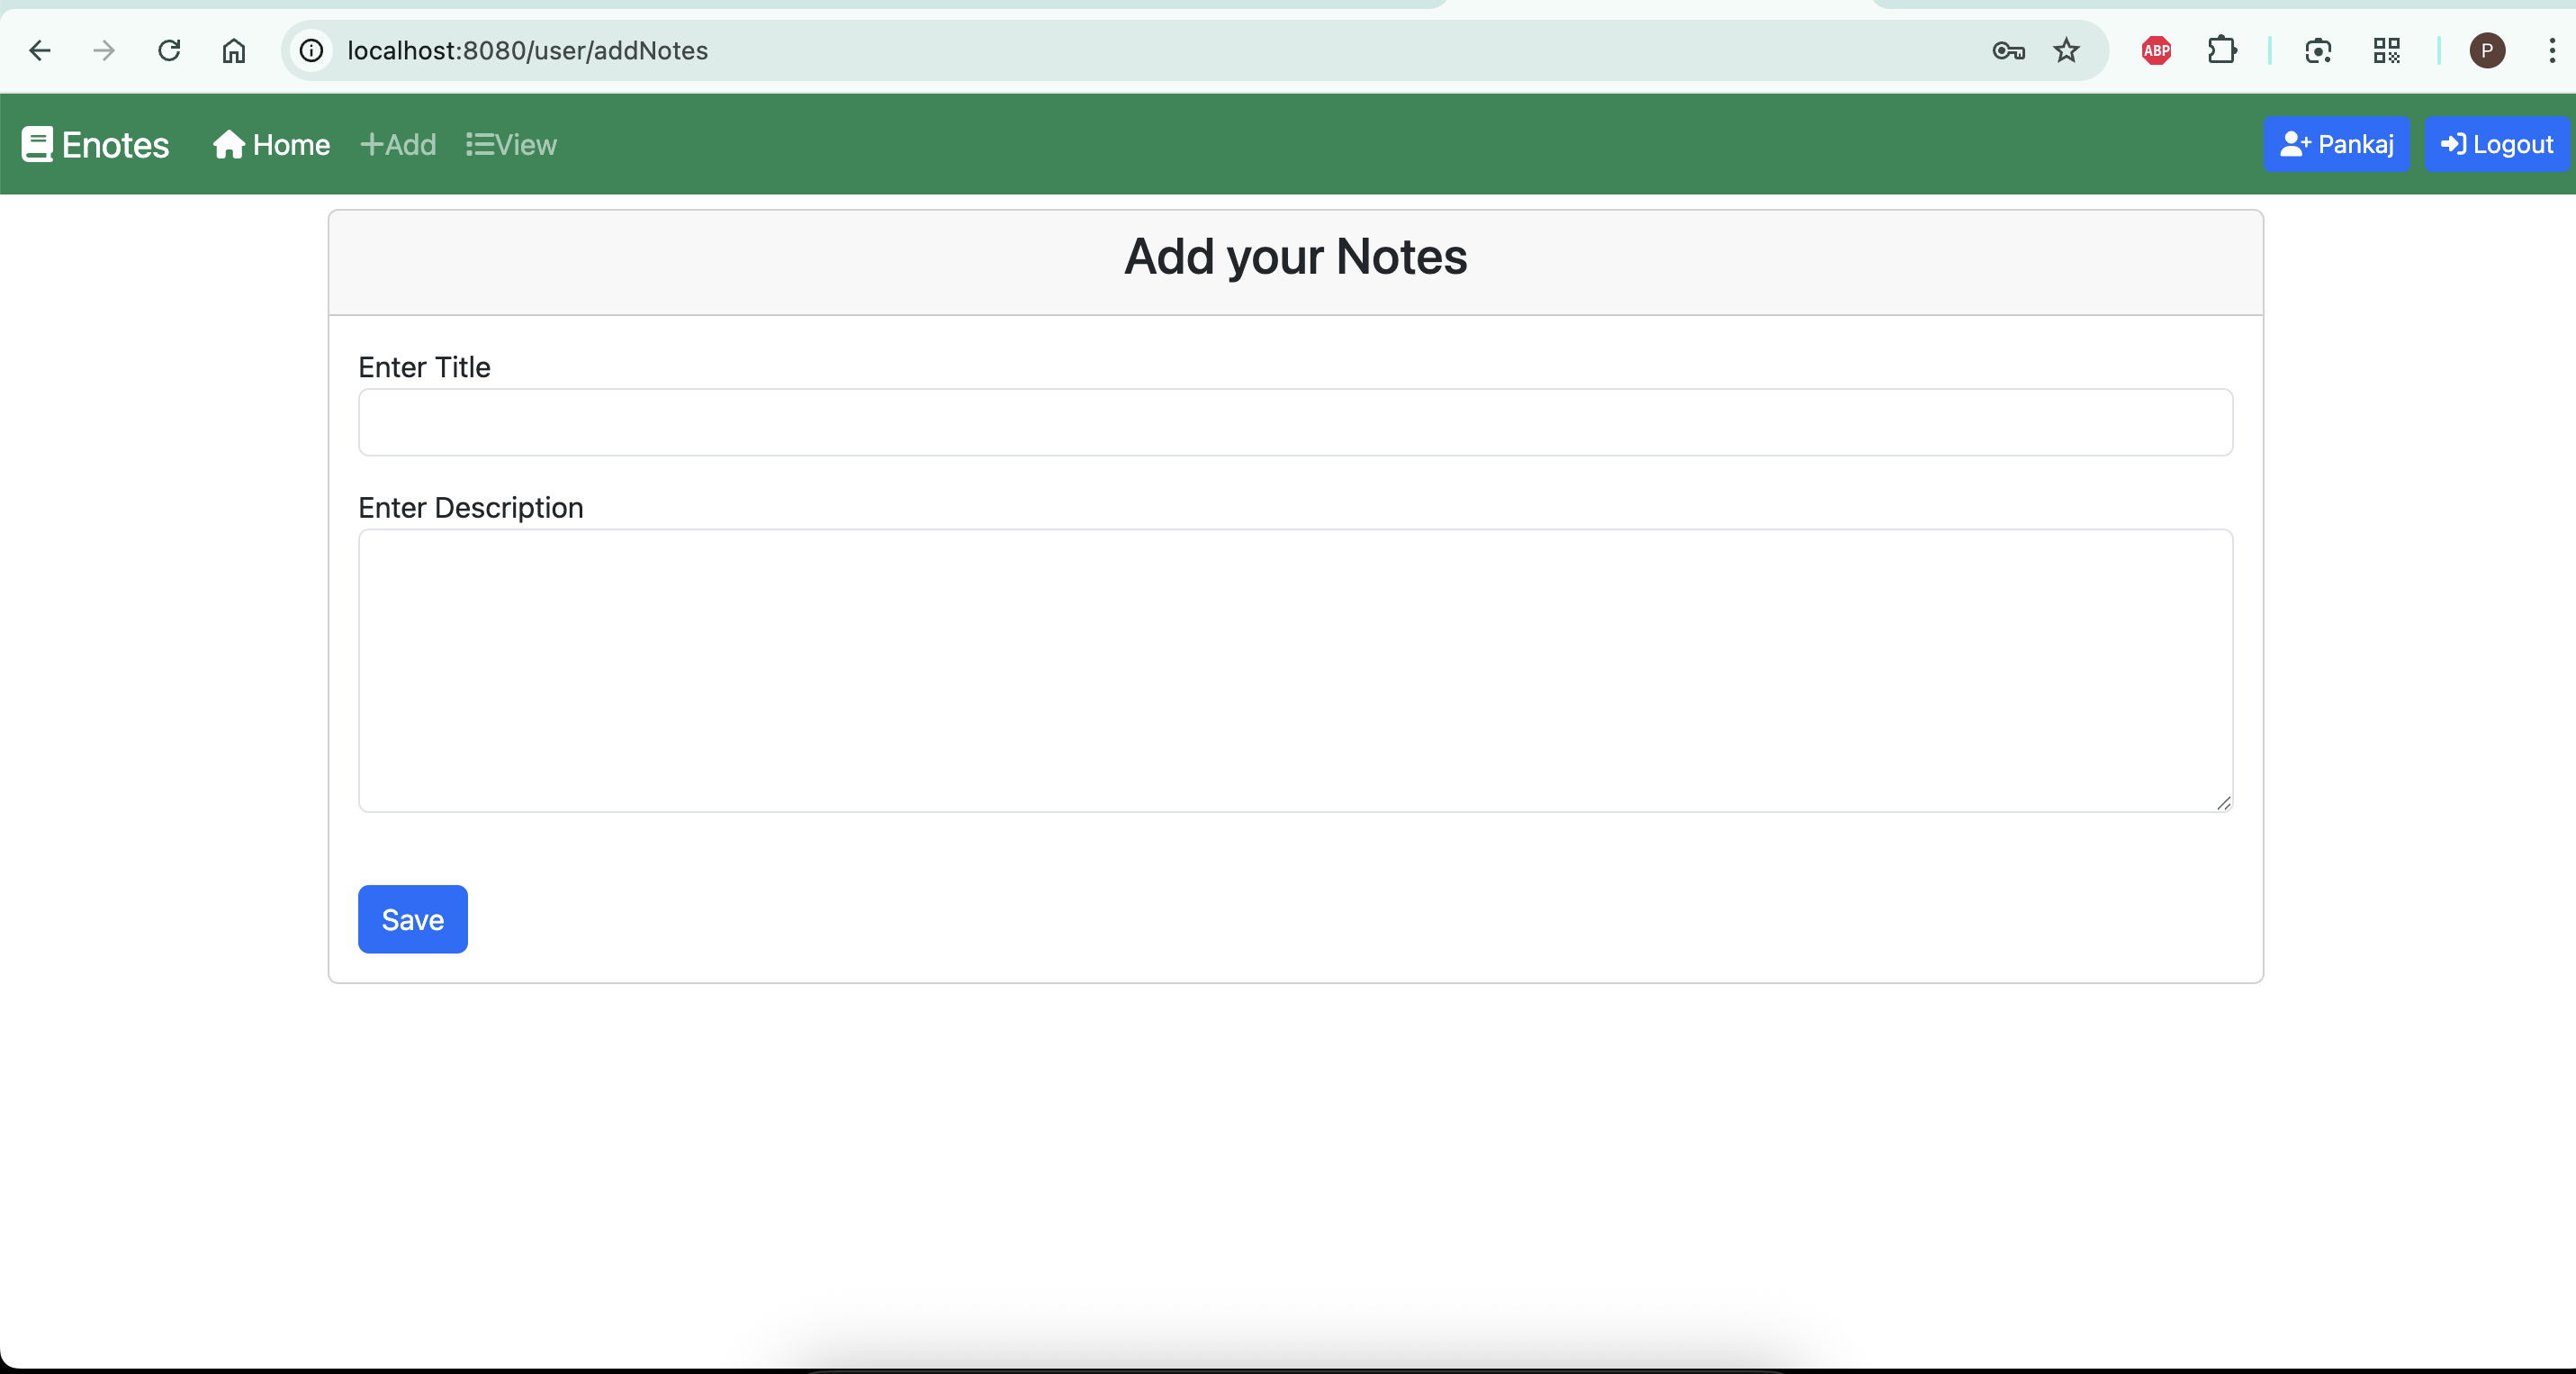 localhost:8080/user/addNotes
ABP
P
Enotes Home +Add View Pankaj Logout
Add your Notes
Enter Title
Enter Description
Save